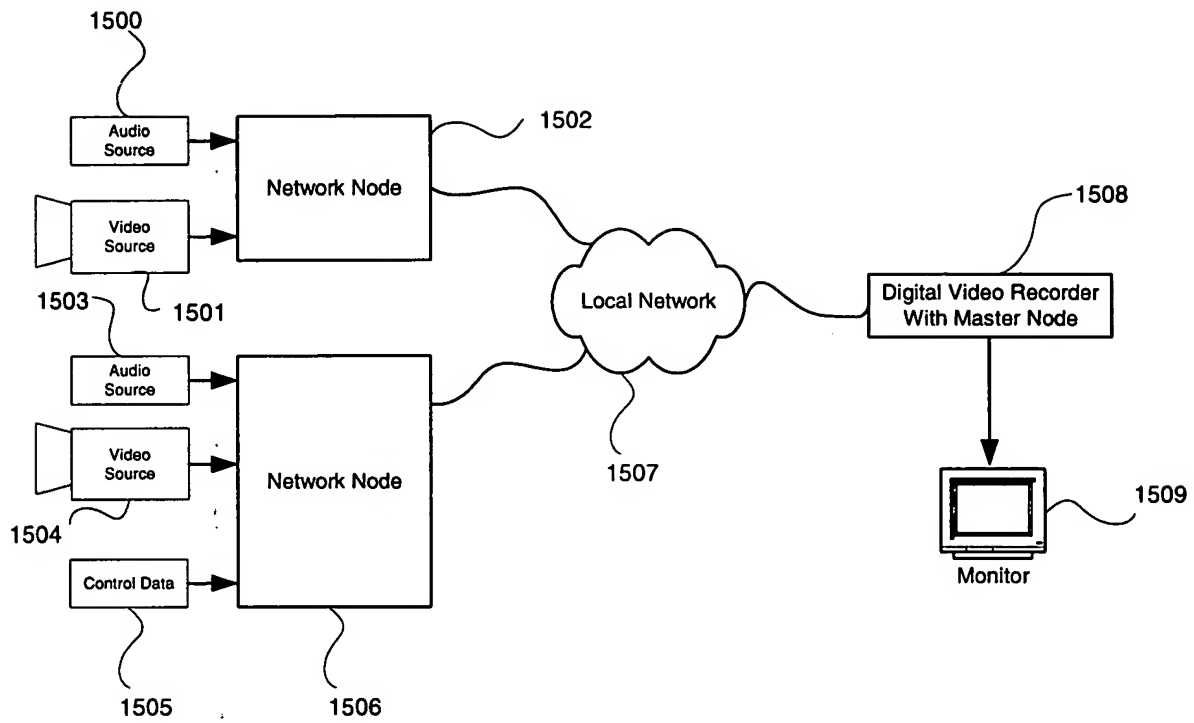 1500
Audio
Source
1502
Network Node
Video
Source
1503
1501
1508
Local Network
Digital Video Recorder
With Master Node
Audio
Source
Video
Source
Network Node
1504
1507
1509
Control Data
Monitor
1505
1506